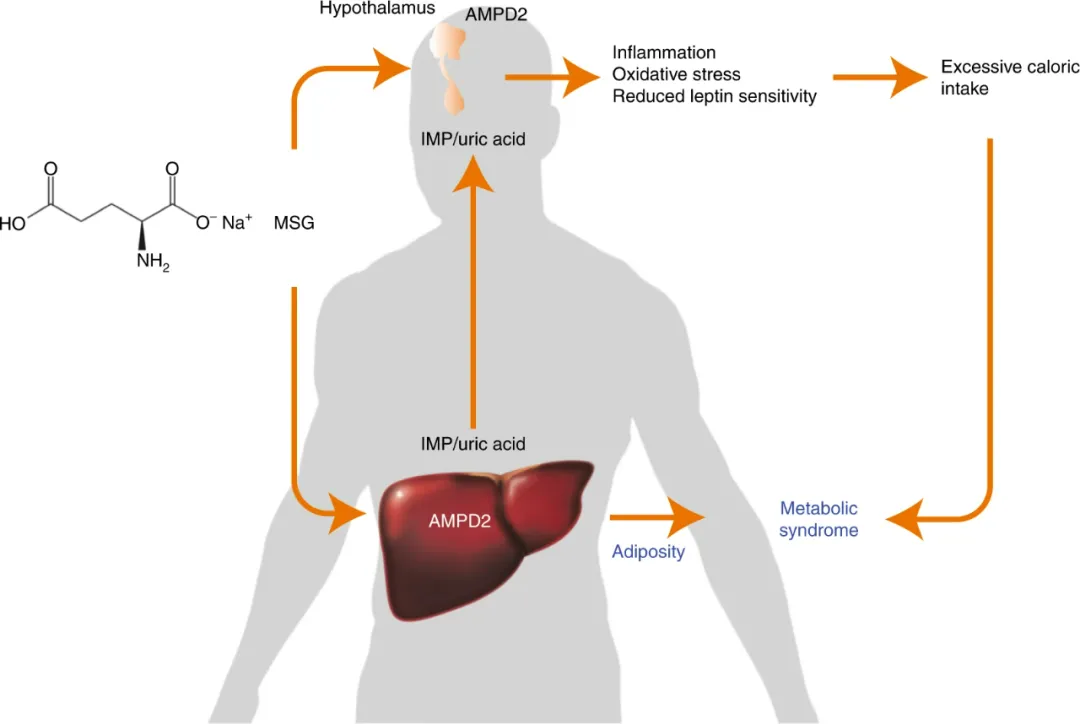 Hypothalamus
AMPD2
Inflammation
Oxidative stress
Reduced leptin sensitivity
Excessive caloric
intake
IMP/uric acid
O
O
HO
O⁻ Na⁺
MSG
NH₂
IMP/uric acid
AMPD2
Adiposity
Metabolic
syndrome